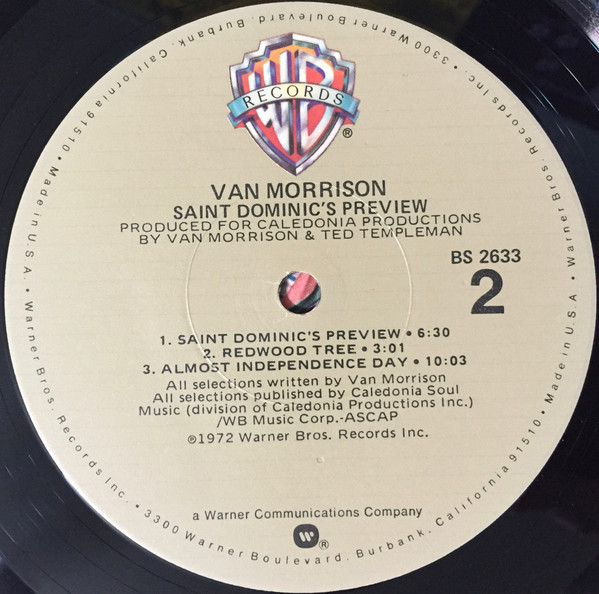 WB
RECORDS
®
VAN MORRISON
SAINT DOMINIC'S PREVIEW
PRODUCED FOR CALEDONIA PRODUCTIONS
BY VAN MORRISON & TED TEMPLEMAN
BS 2633
2
1. SAINT DOMINIC'S PREVIEW • 6:30
2. REDWOOD TREE • 3:01
3. ALMOST INDEPENDENCE DAY • 10:03
All selections written by Van Morrison
All selections published by Caledonia Soul
Music (division of Caledonia Productions Inc.)
/WB Music Corp.-ASCAP
℗1972 Warner Bros. Records Inc.
a Warner Communications Company
W®
Made in U.S.A. • Warner Bros. Records Inc. • 3300 Warner Boulevard, Burbank, California 91510 • Made in U.S.A. • Warner Bros. Records Inc. • 3300 Warner Boulevard, Burbank, California 91510 •